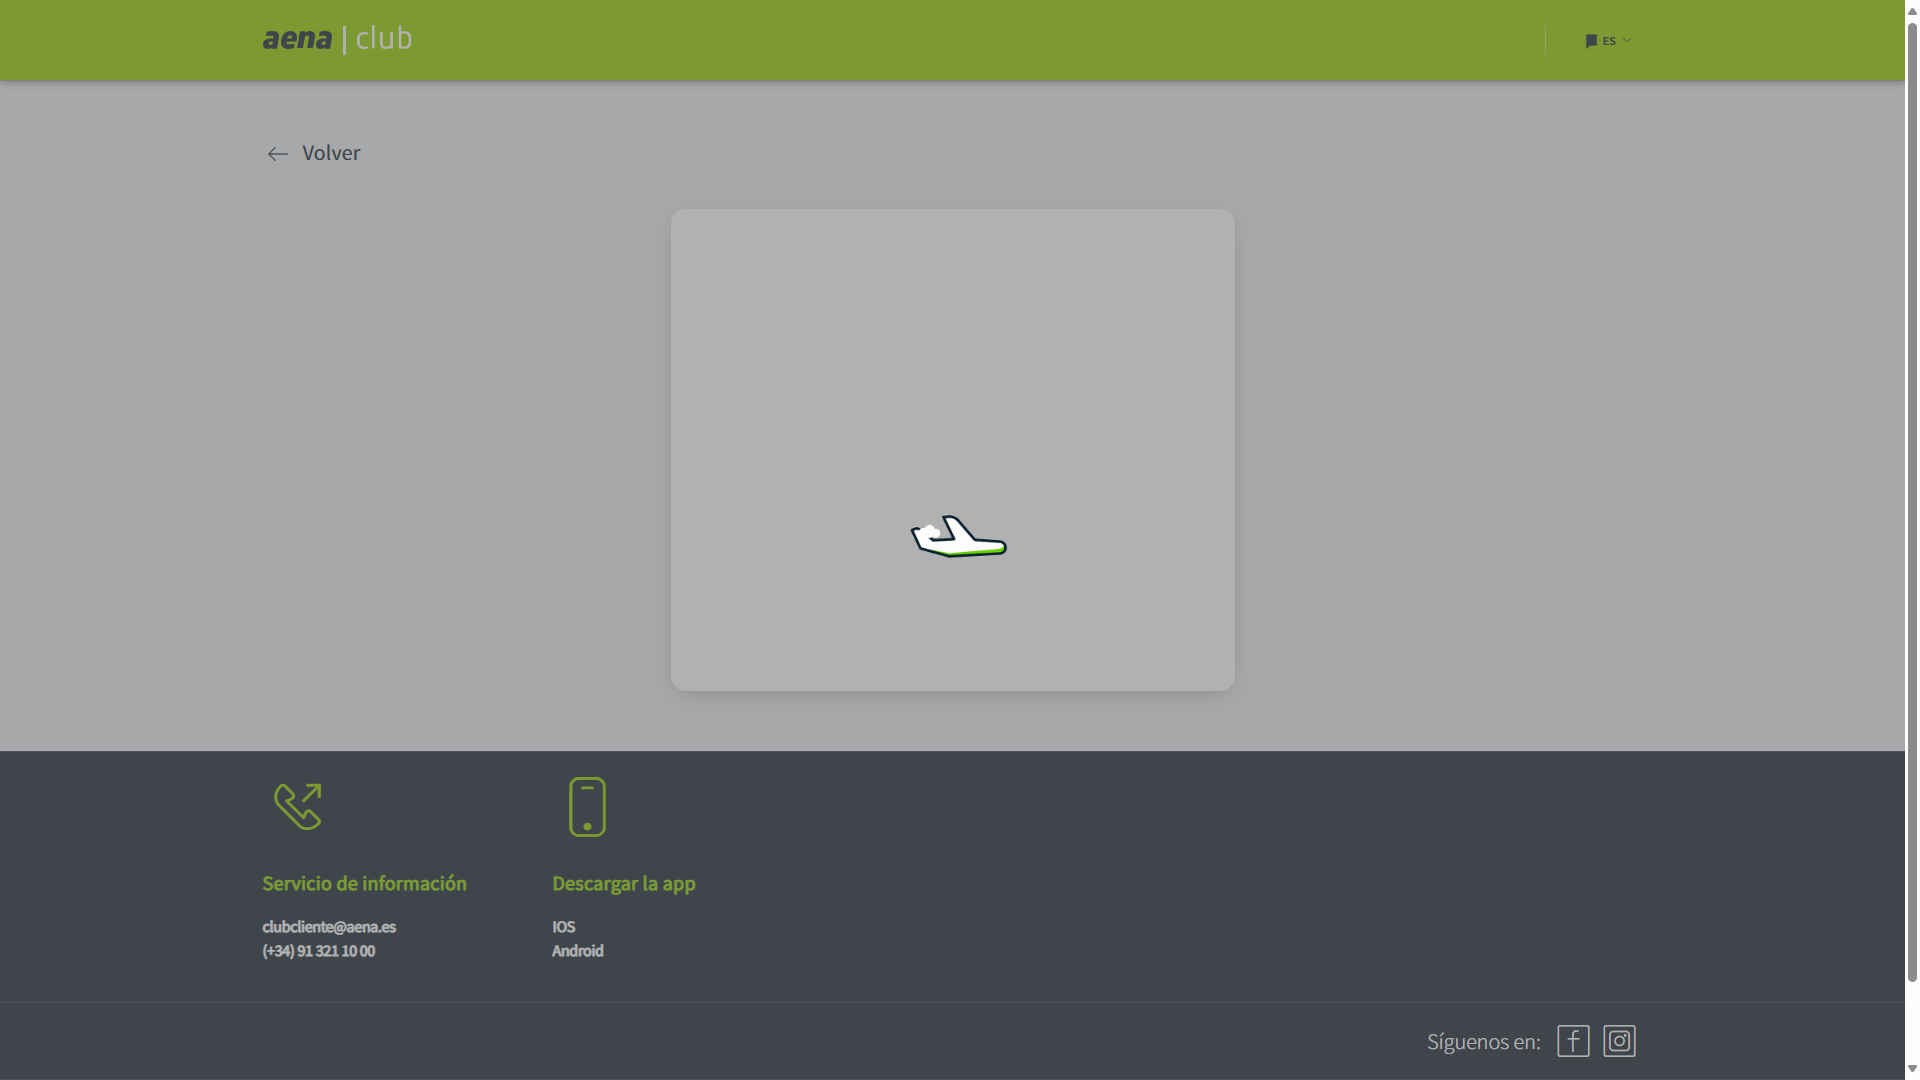 aena | club
ES
Volver
Servicio de información
clubcliente@aena.es
(+34) 91 321 10 00
Descargar la app
IOS
Android
Síguenos en: